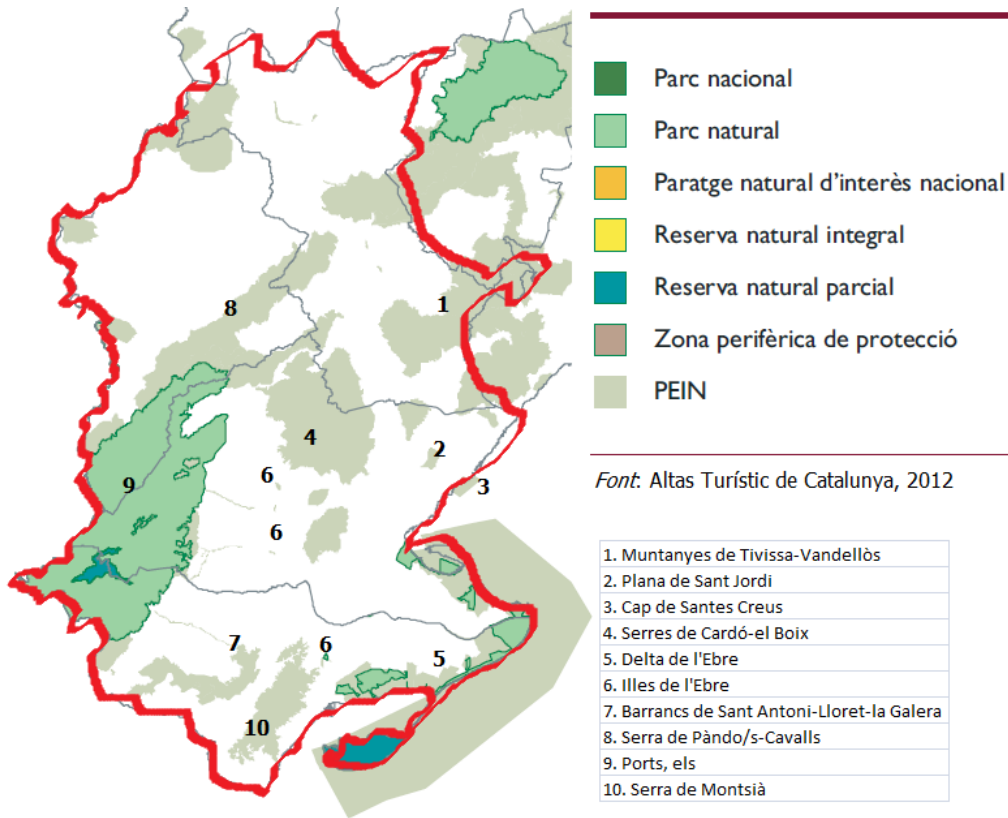 8
1
4
2
6
9
3
6
7
6
5
10
Parc nacional
Parc natural
Paratge natural d'interès nacional
Reserva natural integral
Reserva natural parcial
Zona perifèrica de protecció
PEIN
Font: Altas Turístic de Catalunya, 2012
1. Muntanyes de Tivissa-Vandellòs
2. Plana de Sant Jordi
3. Cap de Santes Creus
4. Serres de Cardó-el Boix
5. Delta de l'Ebre
6. Illes de l'Ebre
7. Barrancs de Sant Antoni-Lloret-la Galera
8. Serra de Pàndo/s-Cavalls
9. Ports, els
10. Serra de Montsià